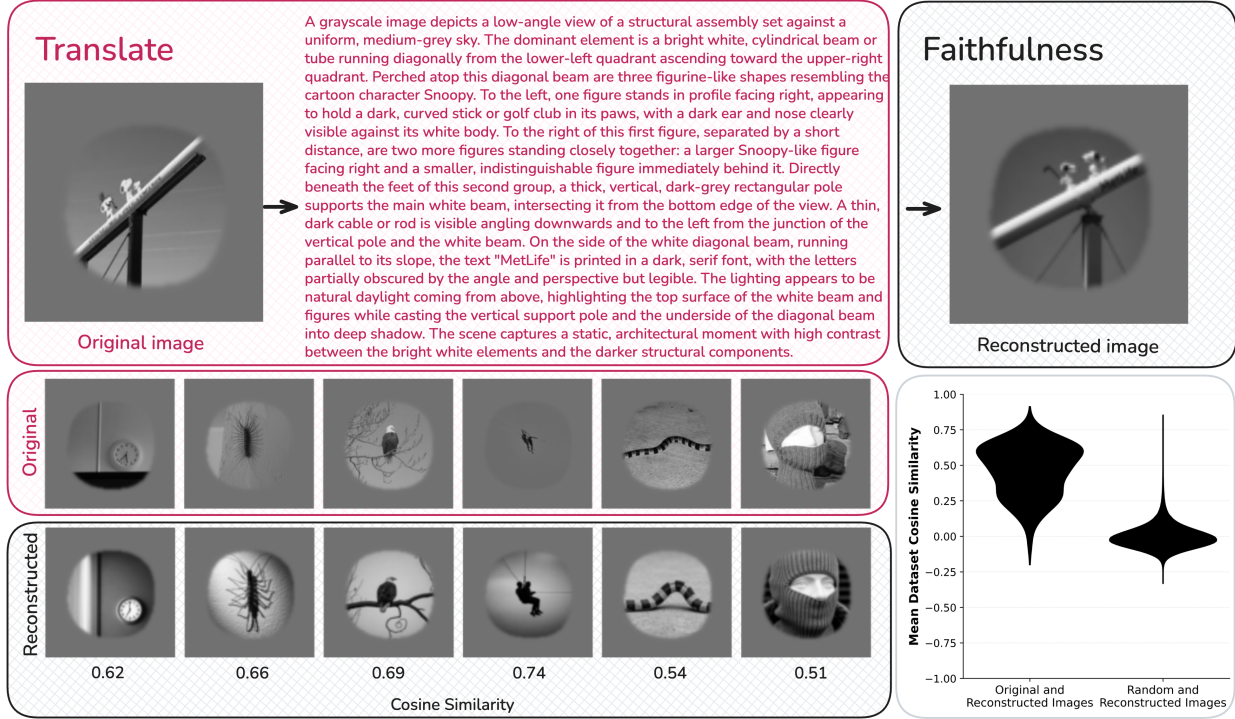 Translate
A grayscale image depicts a low-angle view of a structural assembly set against a
uniform, medium-grey sky. The dominant element is a bright white, cylindrical beam or
tube running diagonally from the lower-left quadrant ascending toward the upper-right
quadrant. Perched atop this diagonal beam are three figurine-like shapes resembling the
cartoon character Snoopy. To the left, one figure stands in profile facing right, appearing
to hold a dark, curved stick or golf club in its paws, with a dark ear and nose clearly
visible against its white body. To the right of this first figure, separated by a short
distance, are two more figures standing closely together: a larger Snoopy-like figure
facing right and a smaller, indistinguishable figure immediately behind it. Directly
beneath the feet of this second group, a thick, vertical, dark-grey rectangular pole
supports the main white beam, intersecting it from the bottom edge of the view. A thin,
dark cable or rod is visible angling downwards and to the left from the junction of the
vertical pole and the white beam. On the side of the white diagonal beam, running
parallel to its slope, the text "MetLife" is printed in a dark, serif font, with the letters
partially obscured by the angle and perspective but legible. The lighting appears to be
natural daylight coming from above, highlighting the top surface of the white beam and
figures while casting the vertical support pole and the underside of the diagonal beam
into deep shadow. The scene captures a static, architectural moment with high contrast
between the bright white elements and the darker structural components.
Original image
Faithfulness
Reconstructed image
Original
Reconstructed
0.62 0.66 0.69 0.74 0.54 0.51
Cosine Similarity
Mean Dataset Cosine Similarity
1.00
0.75
0.50
0.25
0.00
−0.25
−0.50
−0.75
−1.00
Original and
Reconstructed Images
Random and
Reconstructed Images